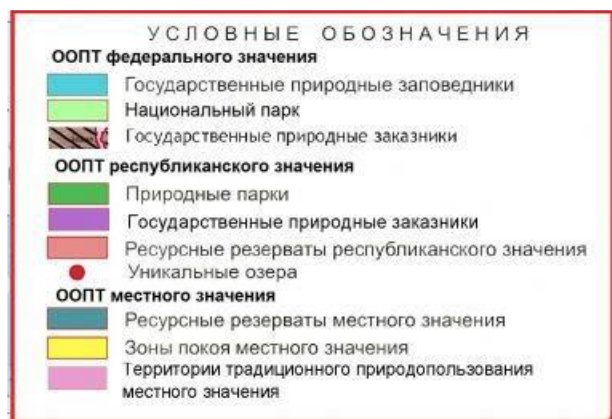 УСЛОВНЫЕ ОБОЗНАЧЕНИЯ
ООПТ федерального значения
Государственные природные заповедники
Национальный парк
Государственные природные заказники
ООПТ республиканского значения
Природные парки
Государственные природные заказники
Ресурсные резерваты республиканского значения
Уникальные озера
ООПТ местного значения
Ресурсные резерваты местного значения
Зоны покоя местного значения
Территории традиционного природопользования
местного значения